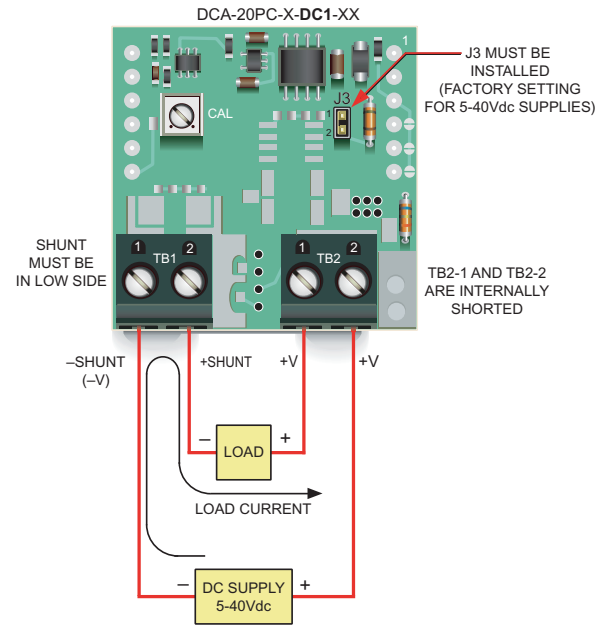 DCA-20PC-X-DC1-XX
1
J3 MUST BE
INSTALLED
(FACTORY SETTING
FOR 5-40Vdc SUPPLIES)
J3
1
2
CAL
SHUNT
MUST BE
IN LOW SIDE
1
2
TB1
1
2
TB2
TB2-1 AND TB2-2
ARE INTERNALLY
SHORTED
–SHUNT
(–V)
+SHUNT
+V
+V
–
LOAD
+
LOAD CURRENT
–
DC SUPPLY
5-40Vdc
+